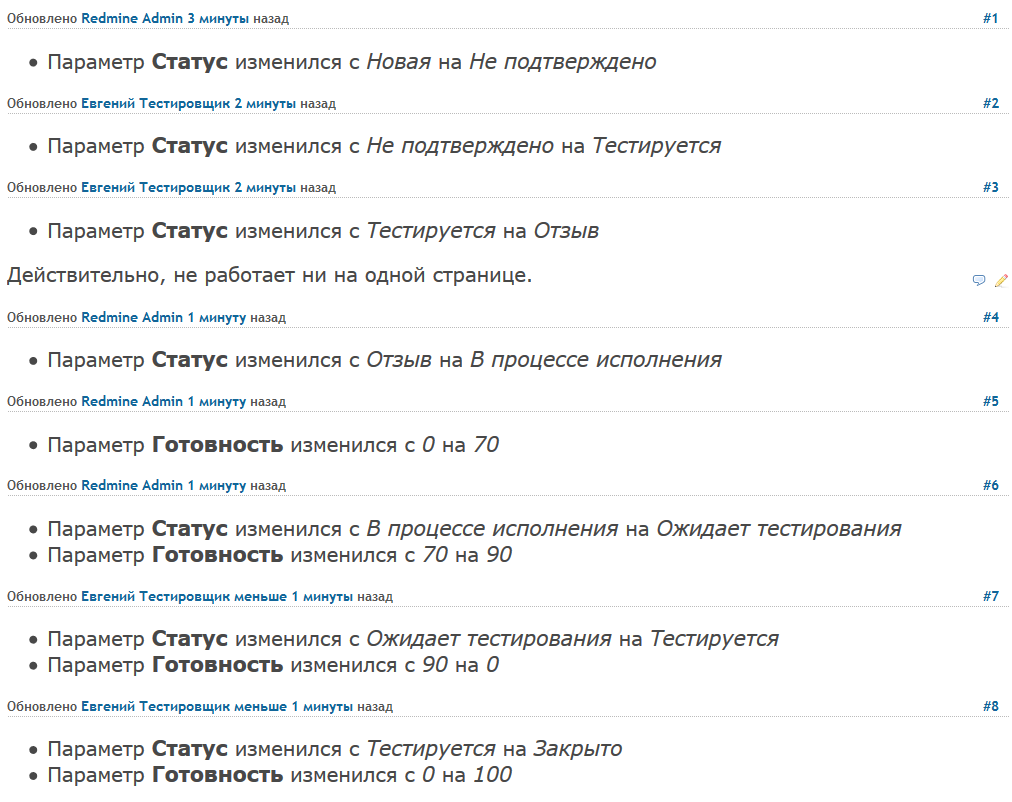 Обновлено Redmine Admin 3 минуты назад #1
Параметр Статус изменился с Новая на Не подтверждено
Обновлено Евгений Тестировщик 2 минуты назад #2
Параметр Статус изменился с Не подтверждено на Тестируется
Обновлено Евгений Тестировщик 2 минуты назад #3
Параметр Статус изменился с Тестируется на Отзыв
Действительно, не работает ни на одной странице.
Обновлено Redmine Admin 1 минуту назад #4
Параметр Статус изменился с Отзыв на В процессе исполнения
Обновлено Redmine Admin 1 минуту назад #5
Параметр Готовность изменился с 0 на 70
Обновлено Redmine Admin 1 минуту назад #6
Параметр Статус изменился с В процессе исполнения на Ожидает тестирования
Параметр Готовность изменился с 70 на 90
Обновлено Евгений Тестировщик меньше 1 минуты назад #7
Параметр Статус изменился с Ожидает тестирования на Тестируется
Параметр Готовность изменился с 90 на 0
Обновлено Евгений Тестировщик меньше 1 минуты назад #8
Параметр Статус изменился с Тестируется на Закрыто
Параметр Готовность изменился с 0 на 100